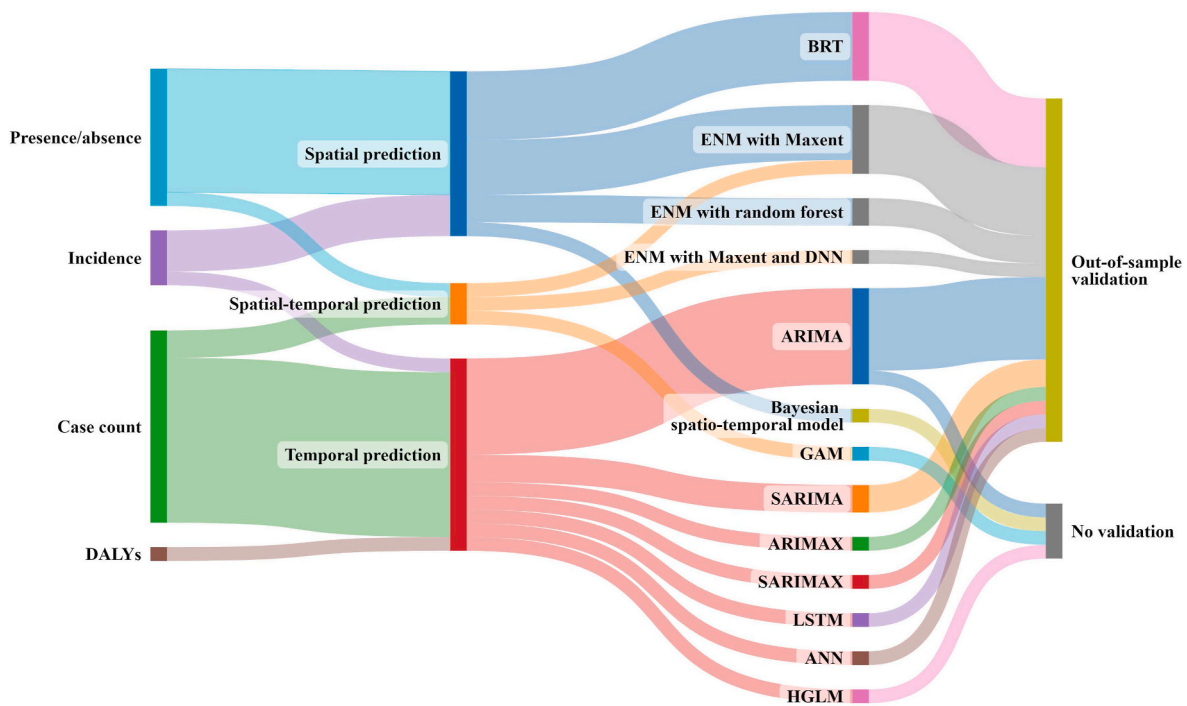 Presence/absence
Incidence
Case count
DALYs
Spatial prediction
Spatial-temporal prediction
Temporal prediction
BRT
ENM with Maxent
ENM with random forest
ENM with Maxent and DNN
ARIMA
Bayesian
spatio-temporal model
GAM
SARIMA
ARIMAX
SARIMAX
LSTM
ANN
HGLM
Out-of-sample
validation
No validation